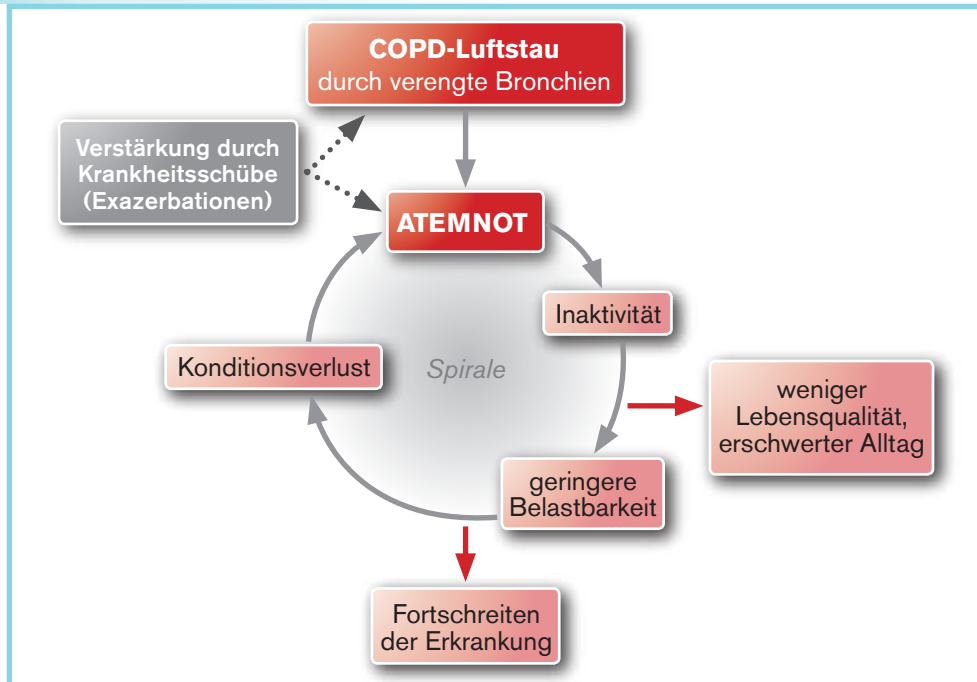 COPD-Luftstau
durch verengte Bronchien
Verstärkung durch
Krankheitsschübe
(Exazerbationen)
ATEMNOT
Inaktivität
Konditionsverlust
Spirale
weniger
Lebensqualität,
erschwerter Alltag
geringere
Belastbarkeit
Fortschreiten
der Erkrankung